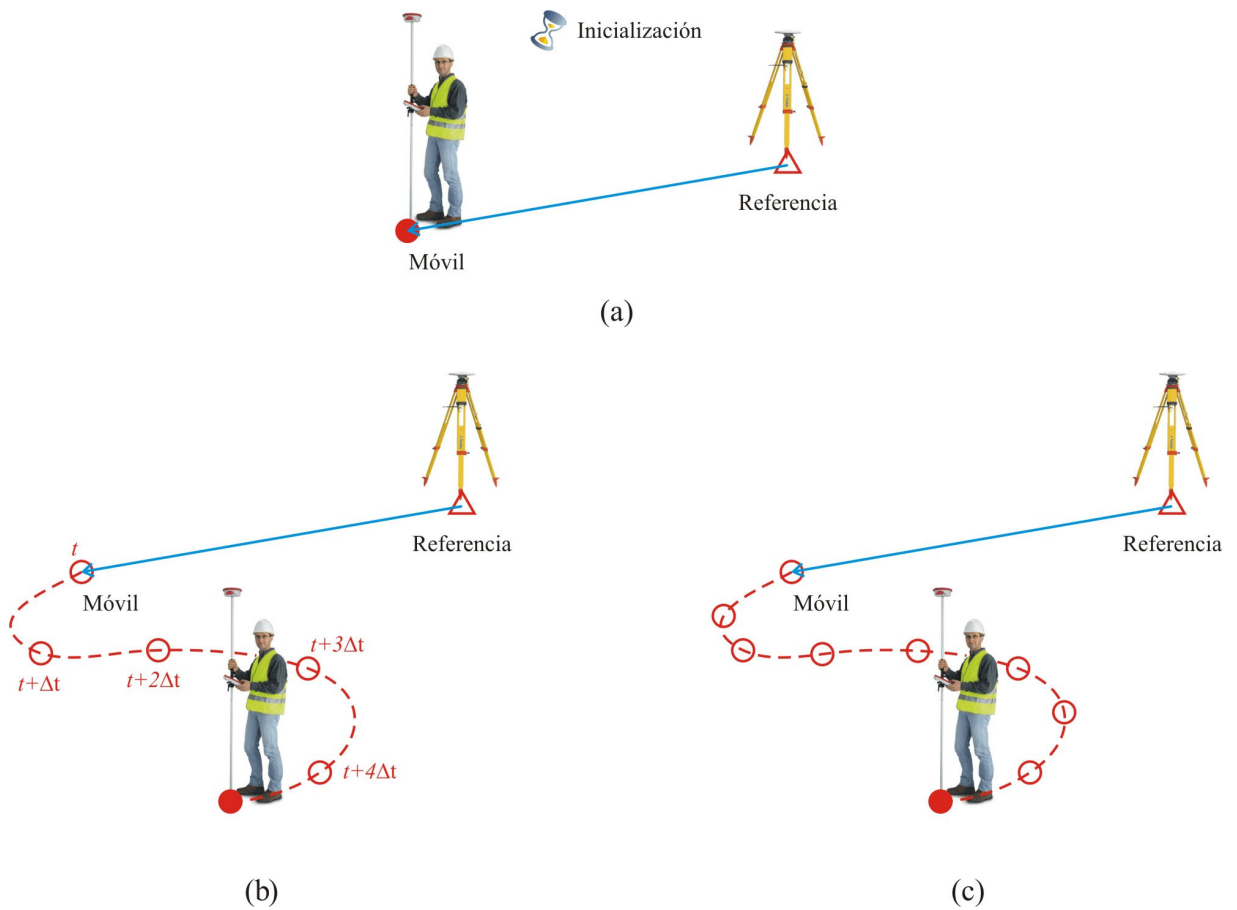 Inicialización
Referencia
Móvil
(a)
Referencia
t
Móvil
t+Δt
t+2Δt
t+3Δt
t+4Δt
(b)
Referencia
Móvil
(c)